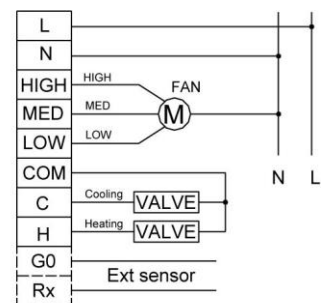 L
N
HIGH HIGH FAN
MED MED M
LOW LOW
COM N L
C Cooling VALVE
H Heating VALVE
G0
Ext sensor
Rx